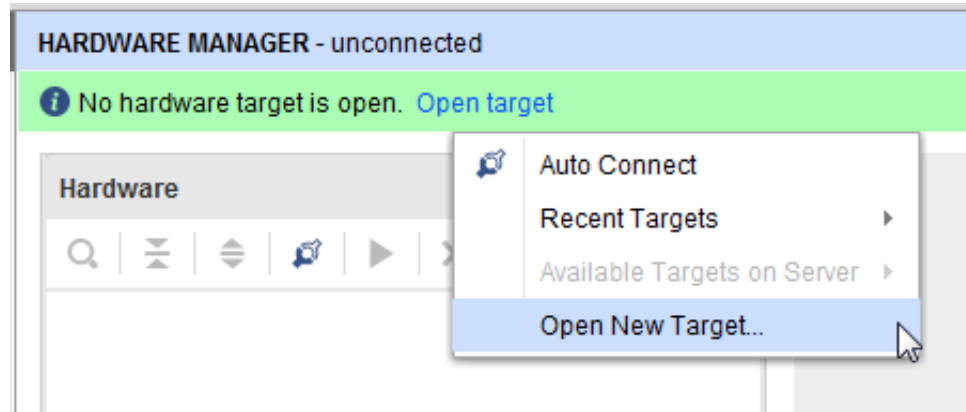 HARDWARE MANAGER - unconnected
No hardware target is open. Open target
Hardware
Auto Connect
Recent Targets
Available Targets on Server
Open New Target...